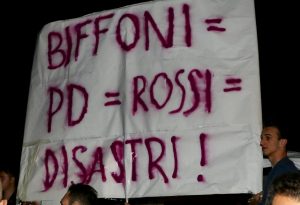 BIFFONI =
PD = ROSSI =
DISASTRI !